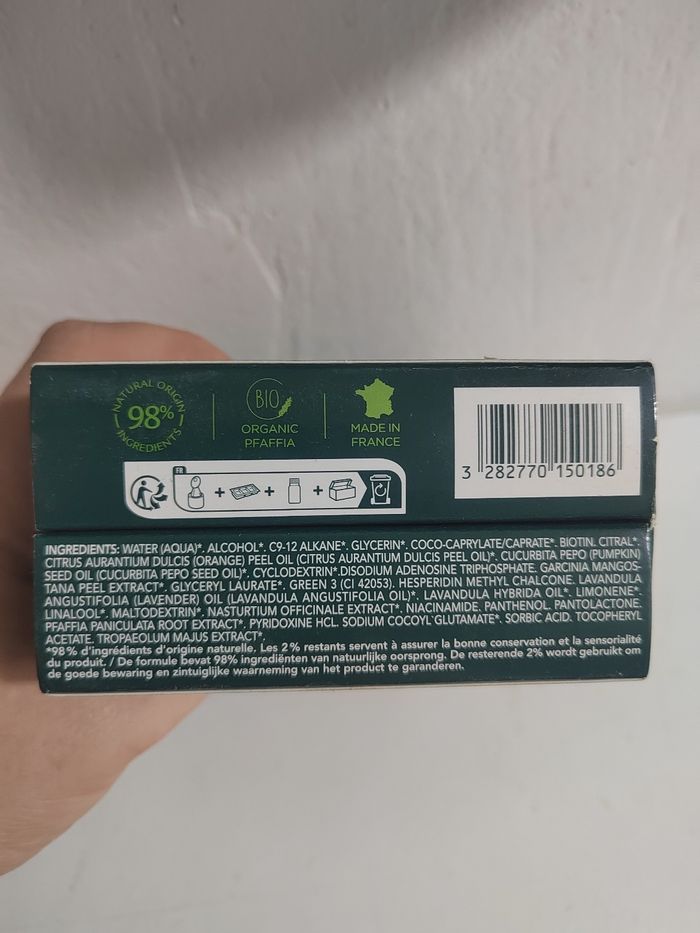 NATURAL ORIGIN
98%
INGREDIENTS
BIO
ORGANIC
PFAFFIA
MADE IN
FRANCE
FR
+ + +
3 282770 150186
INGREDIENTS: WATER (AQUA)*. ALCOHOL*. C9-12 ALKANE*. GLYCERIN*. COCO-CAPRYLATE/CAPRATE*. BIOTIN. CITRAL*.
CITRUS AURANTIUM DULCIS (ORANGE) PEEL OIL (CITRUS AURANTIUM DULCIS PEEL OIL)*. CUCURBITA PEPO (PUMPKIN)
SEED OIL (CUCURBITA PEPO SEED OIL)*. CYCLODEXTRIN*.DISODIUM ADENOSINE TRIPHOSPHATE. GARCINIA MANGOS-
TANA PEEL EXTRACT*. GLYCERYL LAURATE*. GREEN 3 (CI 42053). HESPERIDIN METHYL CHALCONE. LAVANDULA
ANGUSTIFOLIA (LAVENDER) OIL (LAVANDULA ANGUSTIFOLIA OIL)*. LAVANDULA HYBRIDA OIL*. LIMONENE*.
LINALOOL*. MALTODEXTRIN*. NASTURTIUM OFFICINALE EXTRACT*. NIACINAMIDE. PANTHENOL. PANTOLACTONE.
PFAFFIA PANICULATA ROOT EXTRACT*. PYRIDOXINE HCL. SODIUM COCOYL GLUTAMATE*. SORBIC ACID. TOCOPHERYL
ACETATE. TROPAEOLUM MAJUS EXTRACT*.
*98% d'ingrédients d'origine naturelle. Les 2% restants servent à assurer la bonne conservation et la sensorialité
du produit. / De formule bevat 98% ingrediënten van natuurlijke oorsprong. De resterende 2% wordt gebruikt om
de goede bewaring en zintuiglijke waarneming van het product te garanderen.